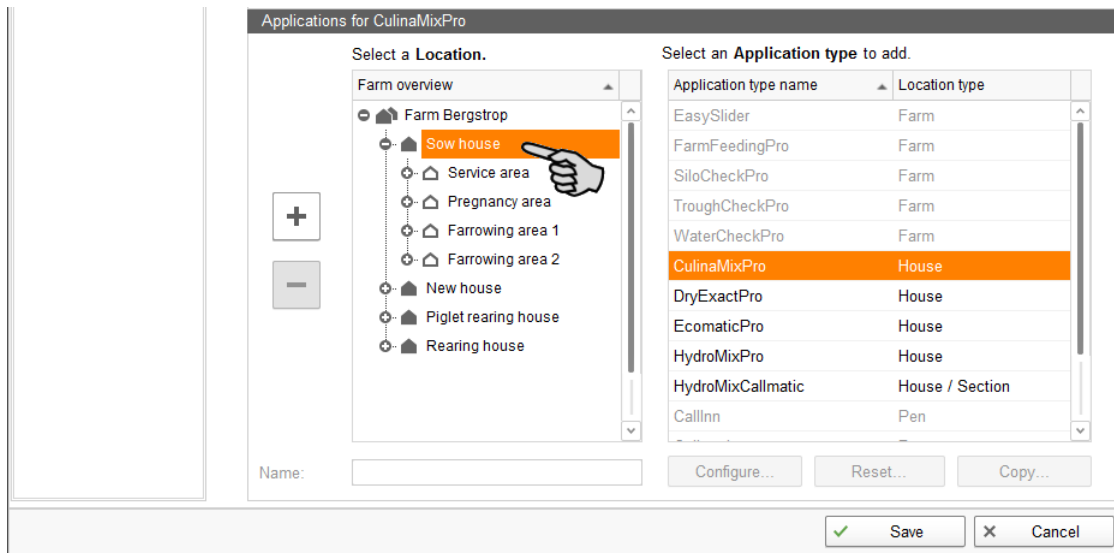 Applications for CulinaMixPro
Select a Location.
Select an Application type to add.
Farm overview
Application type name Location type
Farm Bergstrop
Sow house
Service area
Pregnancy area
Farrowing area 1
Farrowing area 2
New house
Piglet rearing house
Rearing house
EasySlider Farm
FarmFeedingPro Farm
SiloCheckPro Farm
TroughCheckPro Farm
WaterCheckPro Farm
CulinaMixPro House
DryExactPro House
EcomaticPro House
HydroMixPro House
HydroMixCallmatic House / Section
CallInn Pen
Name:
Configure... Reset... Copy...
Save Cancel